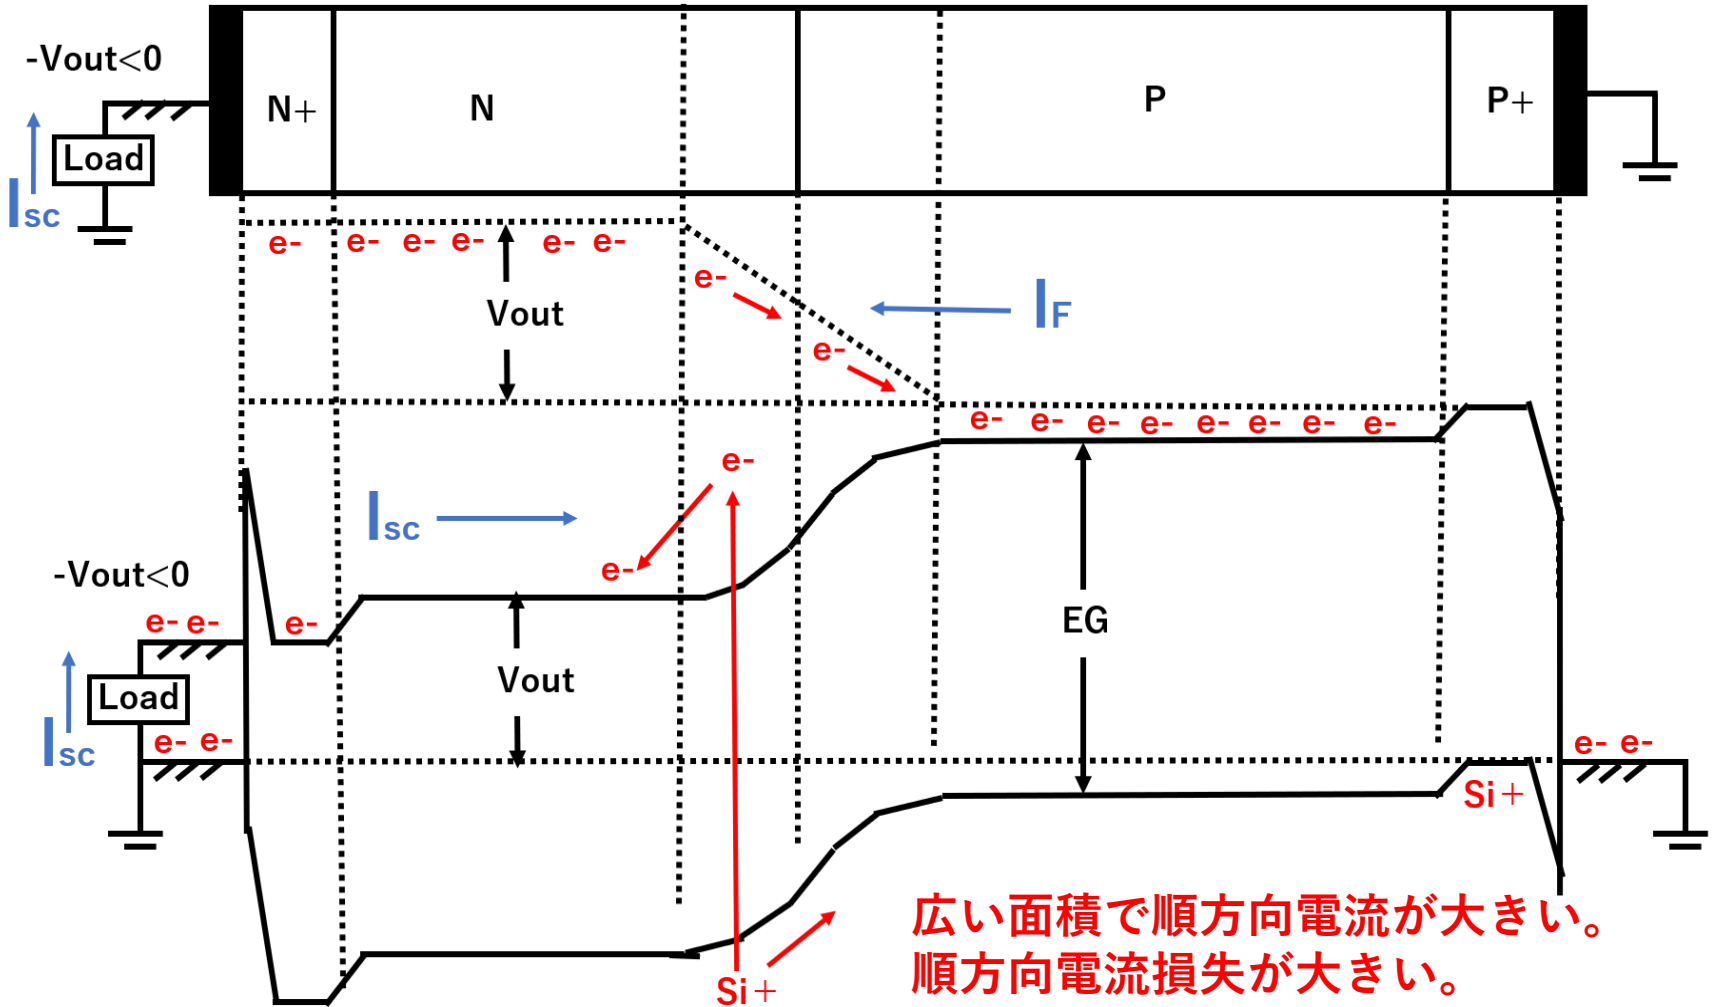 -Vout<0
N+
N
P
P+
Load
Isc
e- e- e- e- e- e-
e-
Vout
IF
e-
e- e- e- e- e- e- e- e-
e-
Isc
e-
-Vout<0
e- e- e-
EG
Vout
Load
Isc
e- e-
e- e-
Si+
広い面積で順方向電流が大きい。
順方向電流損失が大きい。
Si+